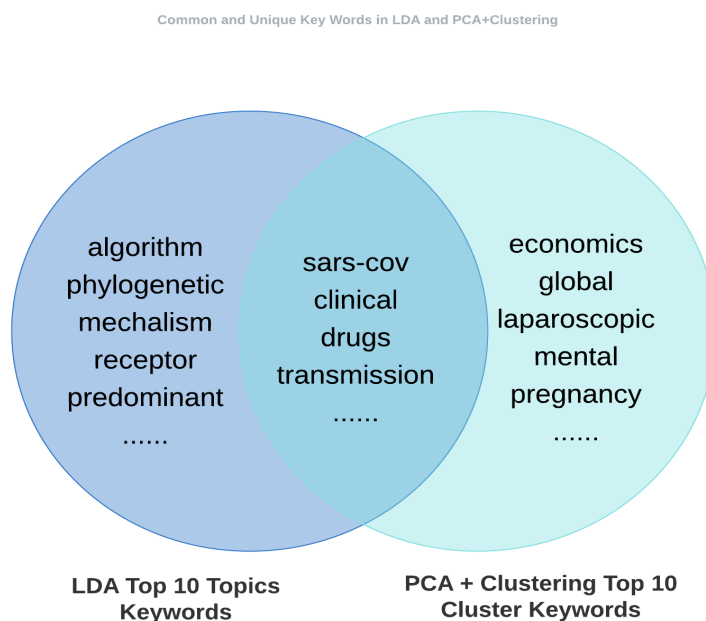 Common and Unique Key Words in LDA and PCA+Clustering
algorithm
phylogenetic
mechalism
receptor
predominant
......
sars-cov
clinical
drugs
transmission
......
economics
global
laparoscopic
mental
pregnancy
......
LDA Top 10 Topics
Keywords
PCA + Clustering Top 10
Cluster Keywords